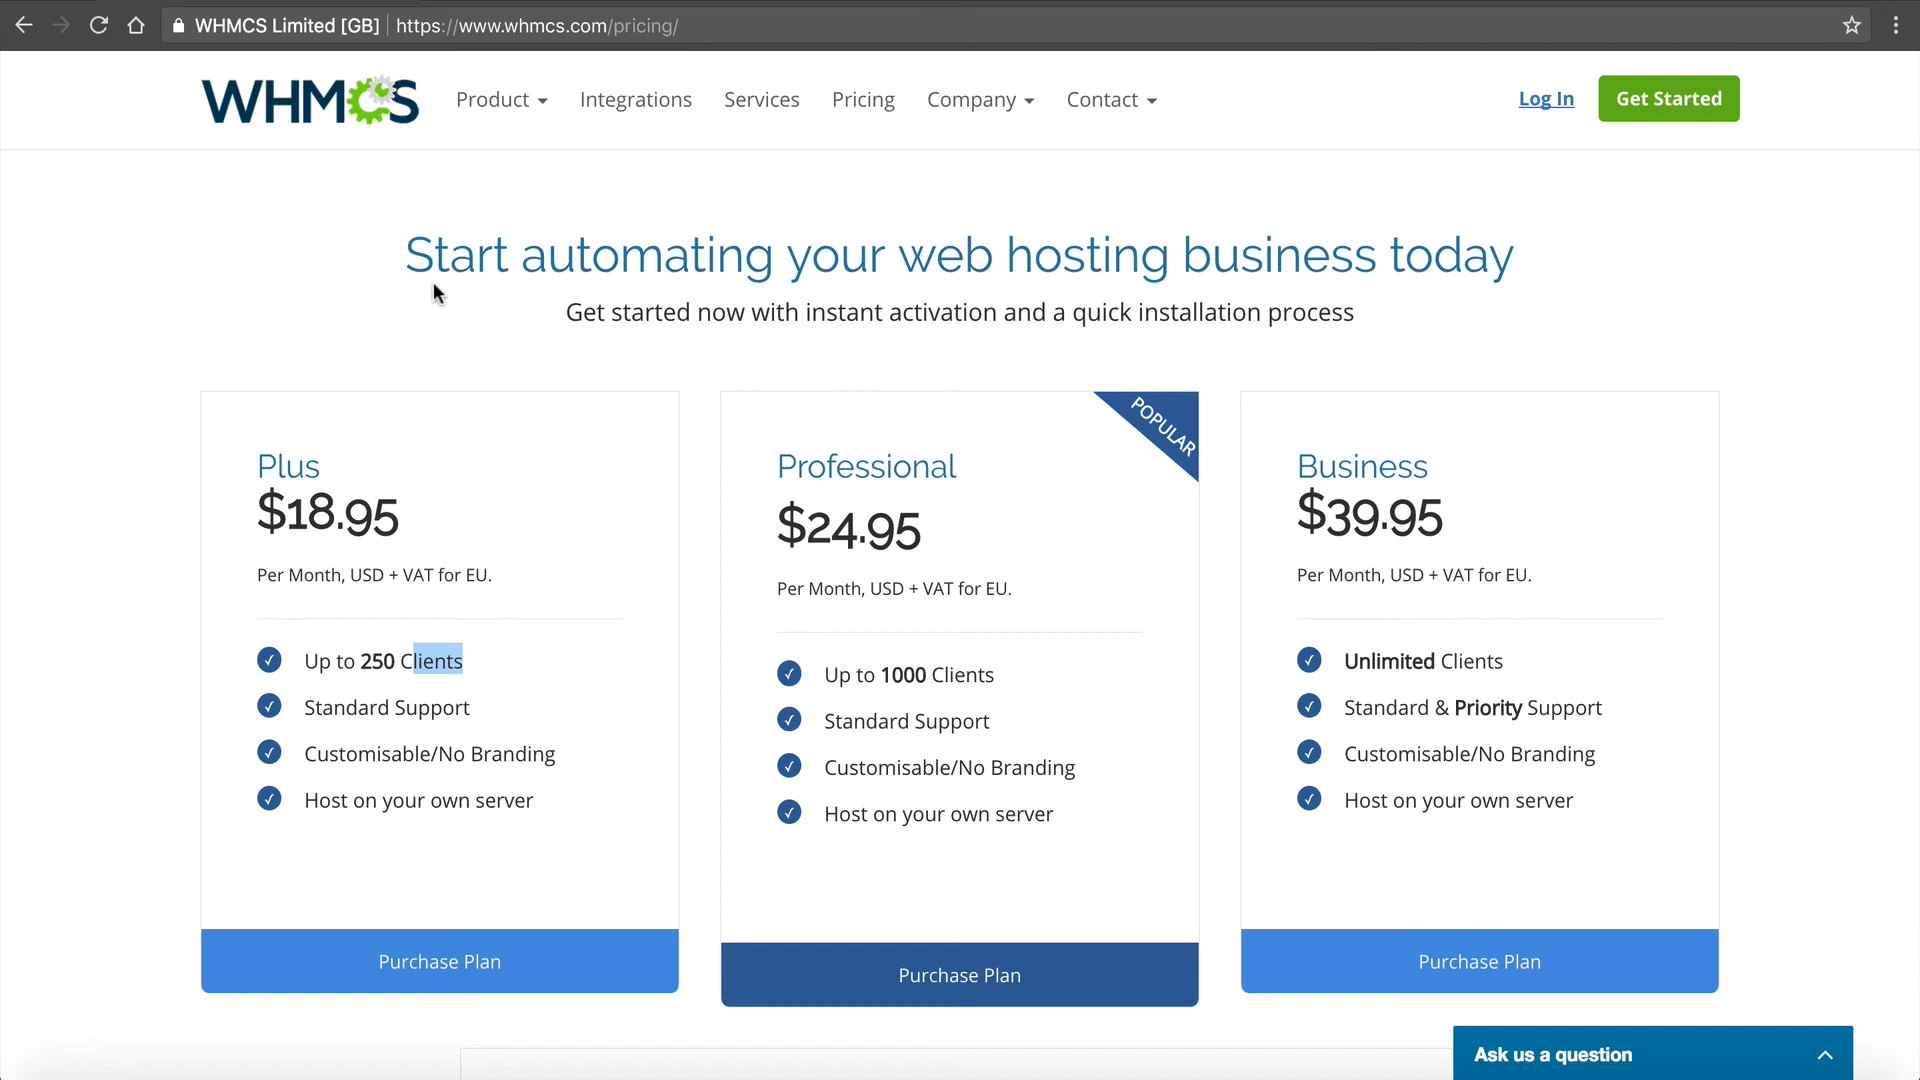 WHMCS Limited [GB] https://www.whmcs.com/pricing/
WHMCS Product Integrations Services Pricing Company Contact Log In Get Started
Start automating your web hosting business today
Get started now with instant activation and a quick installation process
Plus
$18.95
Per Month, USD + VAT for EU.
Up to 250 Clients
Standard Support
Customisable/No Branding
Host on your own server
Purchase Plan
POPULAR
Professional
$24.95
Per Month, USD + VAT for EU.
Up to 1000 Clients
Standard Support
Customisable/No Branding
Host on your own server
Purchase Plan
Business
$39.95
Per Month, USD + VAT for EU.
Unlimited Clients
Standard & Priority Support
Customisable/No Branding
Host on your own server
Purchase Plan
Ask us a question